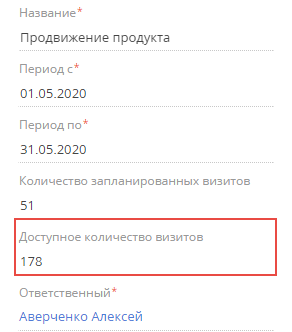 Название*
Продвижение продукта
Период с*
01.05.2020
Период по*
31.05.2020
Количество запланированных визитов
51
Доступное количество визитов
178
Ответственный*
Аверченко Алексей